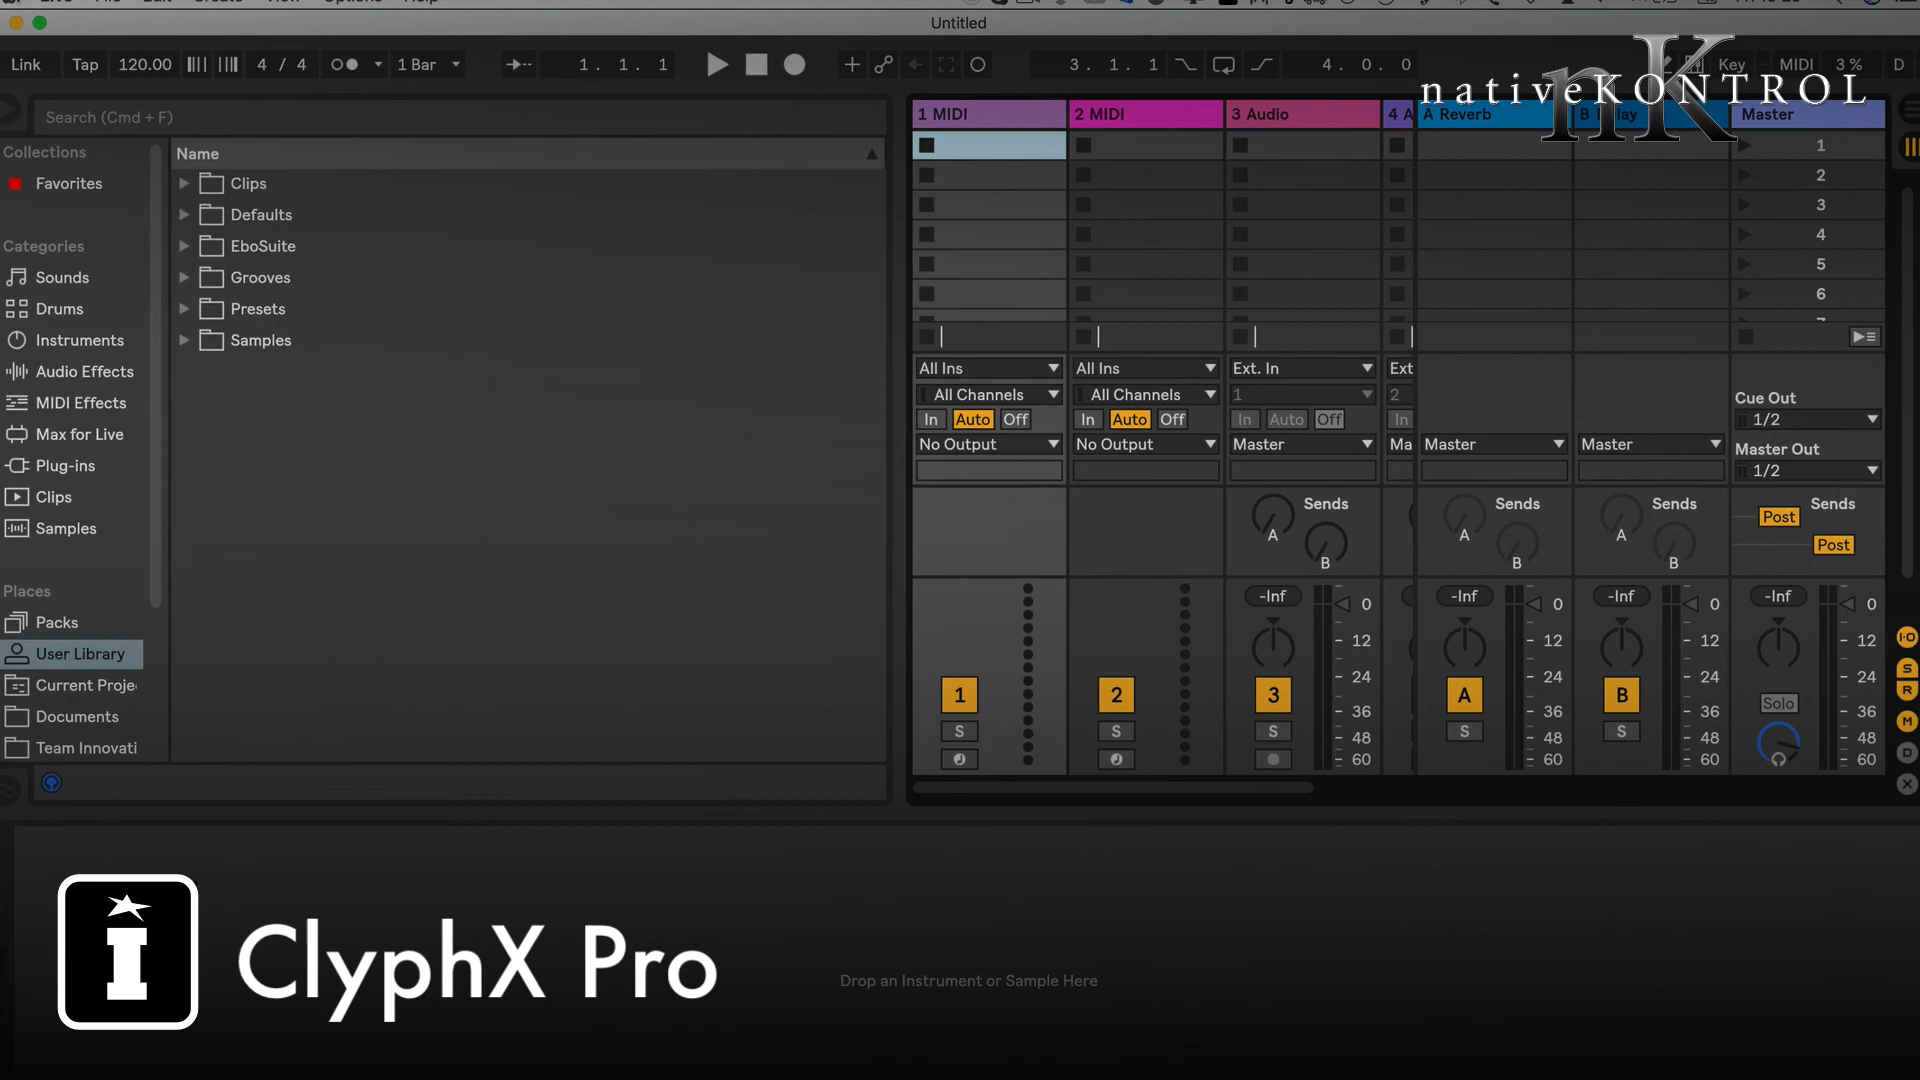 Untitled
Link Tap 120.00 4 / 4 1 Bar 1. 1. 1 3. 1. 1 4. 0. 0 Key MIDI 3 % D
nativeKONTROL
Search (Cmd + F)
Collections
Favorites
Categories
Sounds
Drums
Instruments
Audio Effects
MIDI Effects
Max for Live
Plug-ins
Clips
Samples
Places
Packs
User Library
Current Proje
Documents
Team Innovati
Name
Clips
Defaults
EboSuite
Grooves
Presets
Samples
1 MIDI 2 MIDI 3 Audio 4 A A Reverb Master
1
2
3
4
5
6
All Ins All Ins Ext. In Ext
All Channels All Channels 1 2
In Auto Off In Auto Off In Auto Off In
No Output No Output Master Ma Master Master
Cue Out
1/2
Master Out
1/2
Sends Sends Sends Sends
A B A B A B Post Post
-Inf -Inf -Inf -Inf
0 0 0 0
12 12 12 12
24 24 24 24
1 2 3 A B
36 36 36 36
S S S S S Solo
48 48 48 48
60 60 60 60
I·O
S
R
M
D
X
ClyphX Pro
Drop an Instrument or Sample Here